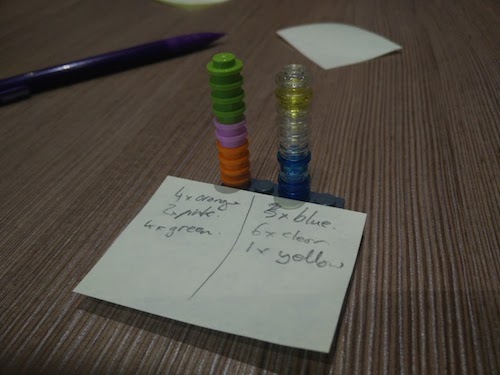 4x orange
2x pink.
4x green.
3x blue.
6x clear
1x yellow